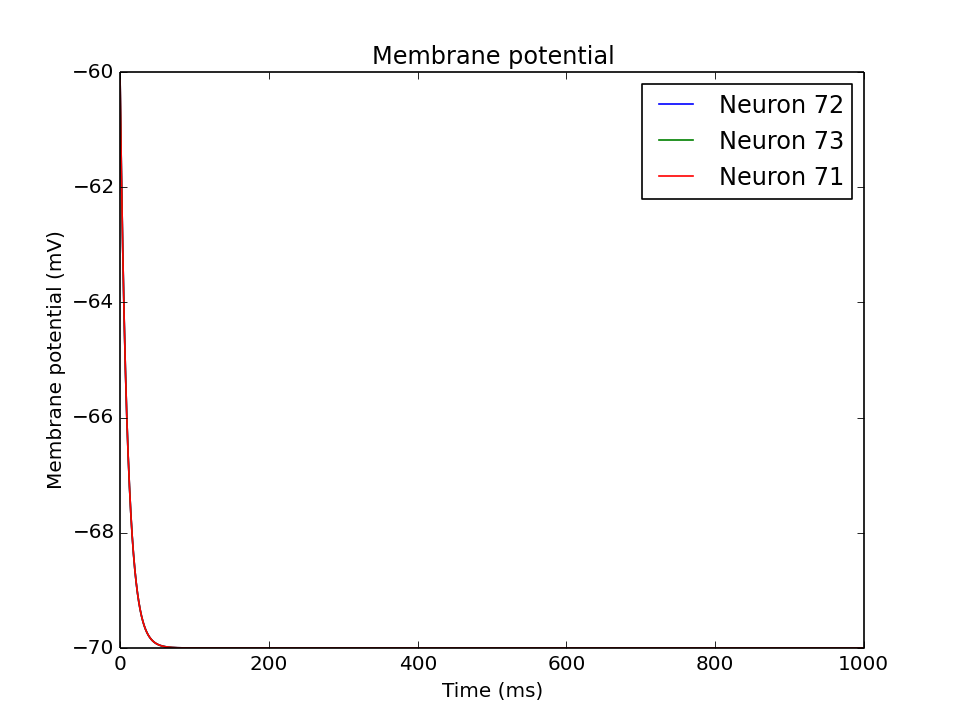 Membrane potential
Neuron 72
Neuron 73
Neuron 71
Membrane potential (mV)
−60
−62
−64
−66
−68
−70
0 200 400 600 800 1000
Time (ms)